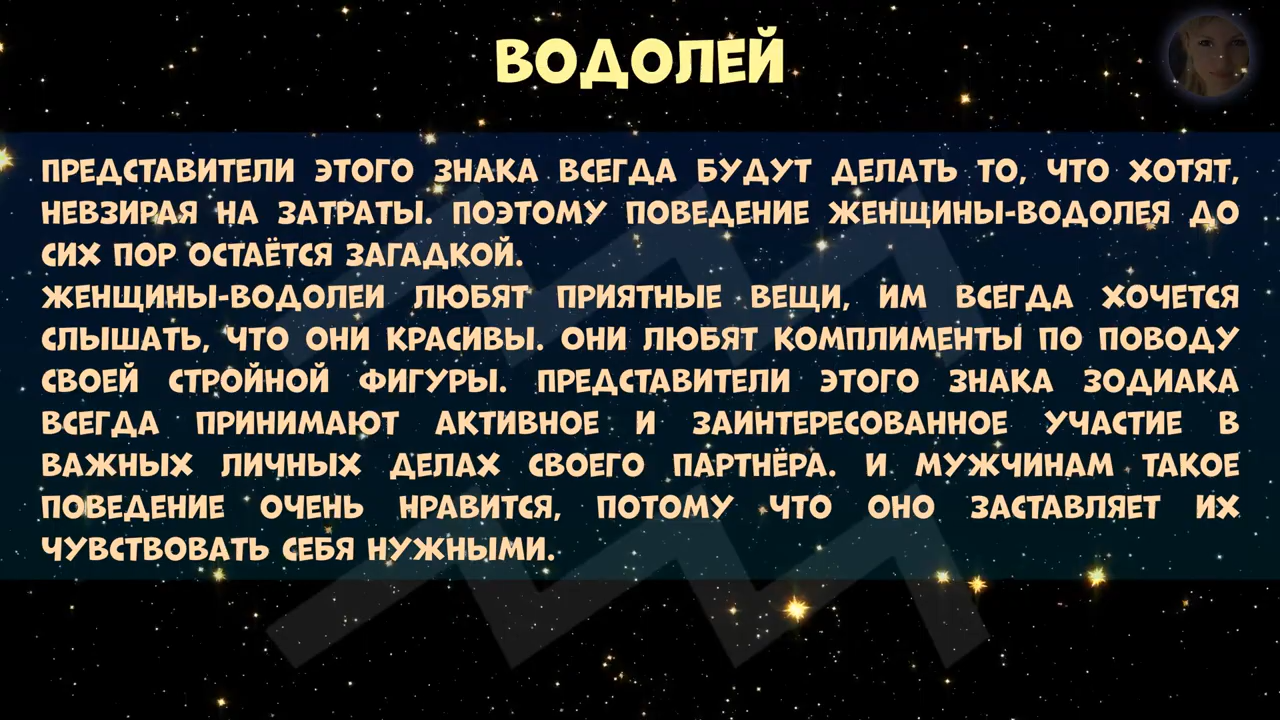 ВОДОЛЕЙ
ПРЕДСТАВИТЕЛИ ЭТОГО ЗНАКА ВСЕГДА БУДУТ ДЕЛАТЬ ТО, ЧТО ХОТЯТ,
НЕВЗИРАЯ НА ЗАТРАТЫ. ПОЭТОМУ ПОВЕДЕНИЕ ЖЕНЩИНЫ-ВОДОЛЕЯ ДО
СИХ ПОР ОСТАЁТСЯ ЗАГАДКОЙ.
ЖЕНЩИНЫ-ВОДОЛЕИ ЛЮБЯТ ПРИЯТНЫЕ ВЕЩИ, ИМ ВСЕГДА ХОЧЕТСЯ
СЛЫШАТЬ, ЧТО ОНИ КРАСИВЫ. ОНИ ЛЮБЯТ КОМПЛИМЕНТЫ ПО ПОВОДУ
СВОЕЙ СТРОЙНОЙ ФИГУРЫ. ПРЕДСТАВИТЕЛИ ЭТОГО ЗНАКА ЗОДИАКА
ВСЕГДА ПРИНИМАЮТ АКТИВНОЕ И ЗАИНТЕРЕСОВАННОЕ УЧАСТИЕ В
ВАЖНЫХ ЛИЧНЫХ ДЕЛАХ СВОЕГО ПАРТНЁРА. И МУЖЧИНАМ ТАКОЕ
ПОВЕДЕНИЕ ОЧЕНЬ НРАВИТСЯ, ПОТОМУ ЧТО ОНО ЗАСТАВЛЯЕТ ИХ
ЧУВСТВОВАТЬ СЕБЯ НУЖНЫМИ.